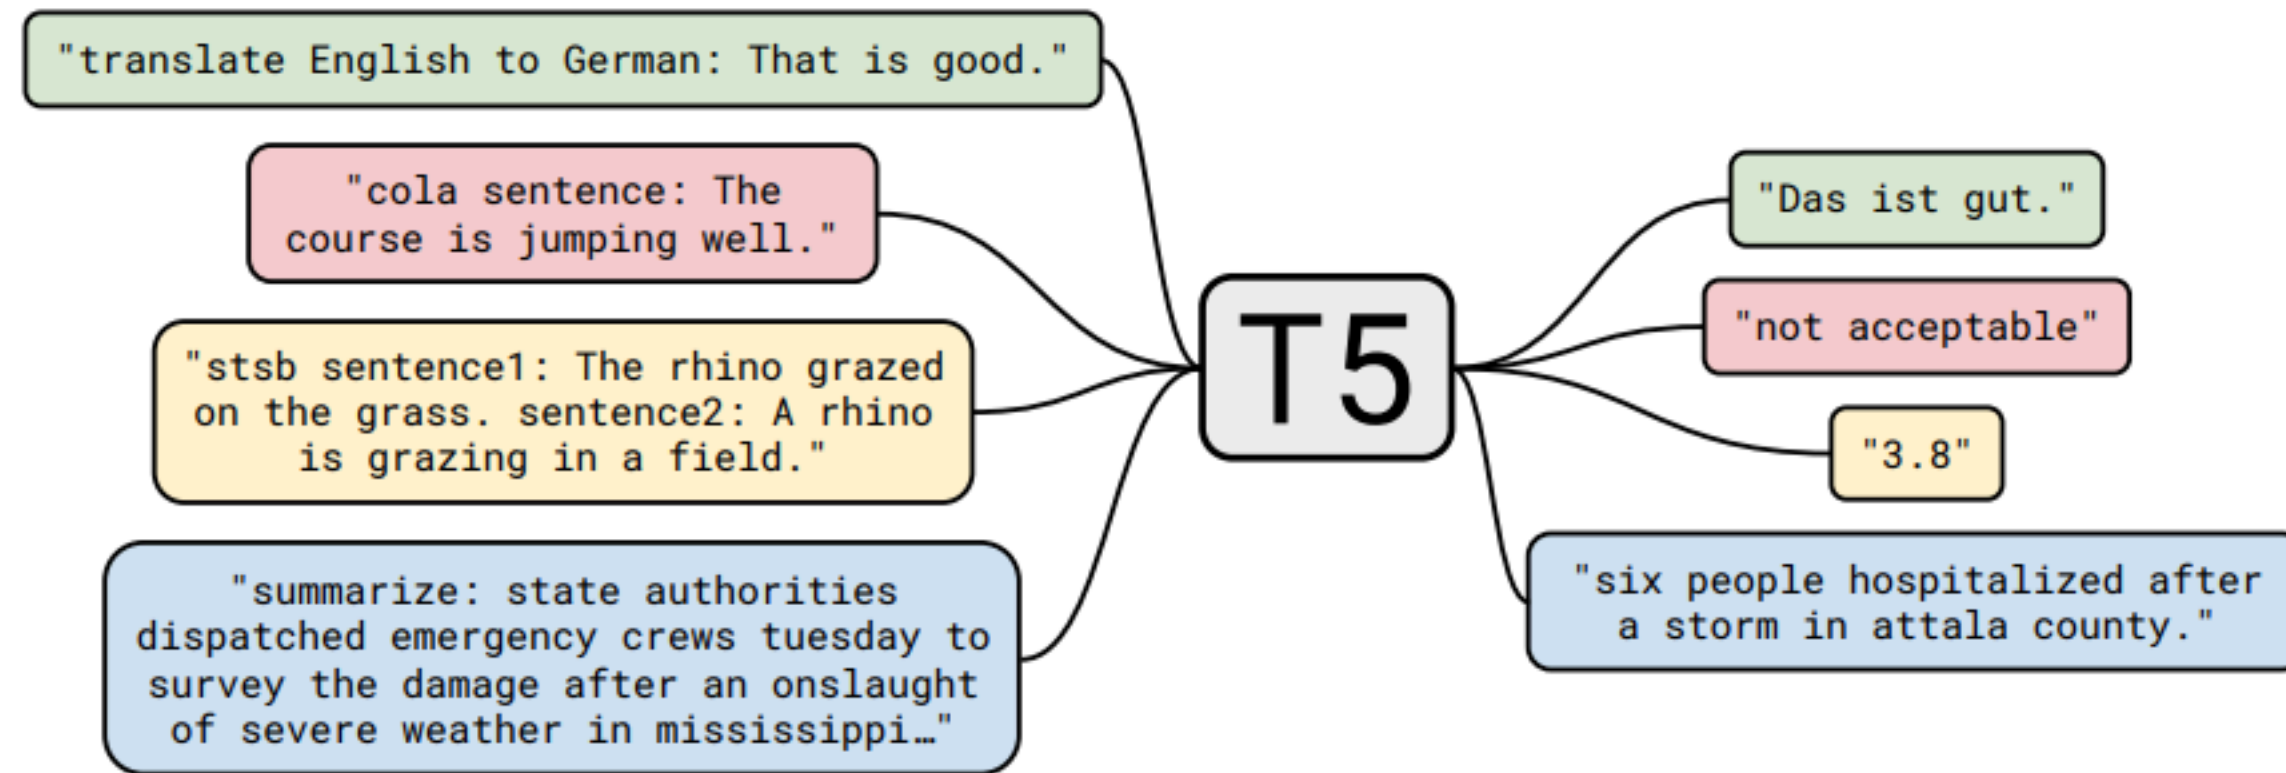 "translate English to German: That is good."
"cola sentence: The
course is jumping well."
"stsb sentence1: The rhino grazed
on the grass. sentence2: A rhino
is grazing in a field."
"summarize: state authorities
dispatched emergency crews tuesday to
survey the damage after an onslaught
of severe weather in mississippi…"
T5
"Das ist gut."
"not acceptable"
"3.8"
"six people hospitalized after
a storm in attala county."